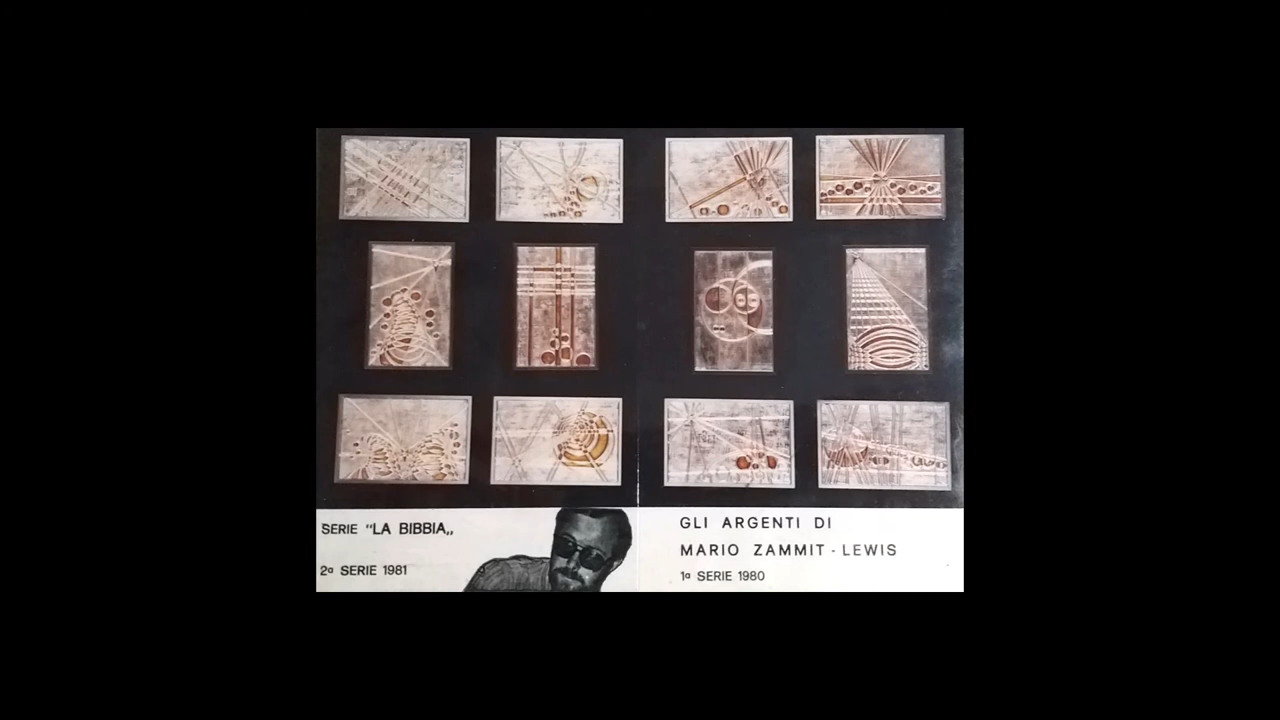 SERIE “LA BIBBIA„
2ª SERIE 1981
GLI ARGENTI DI
MARIO ZAMMIT - LEWIS
1ª SERIE 1980